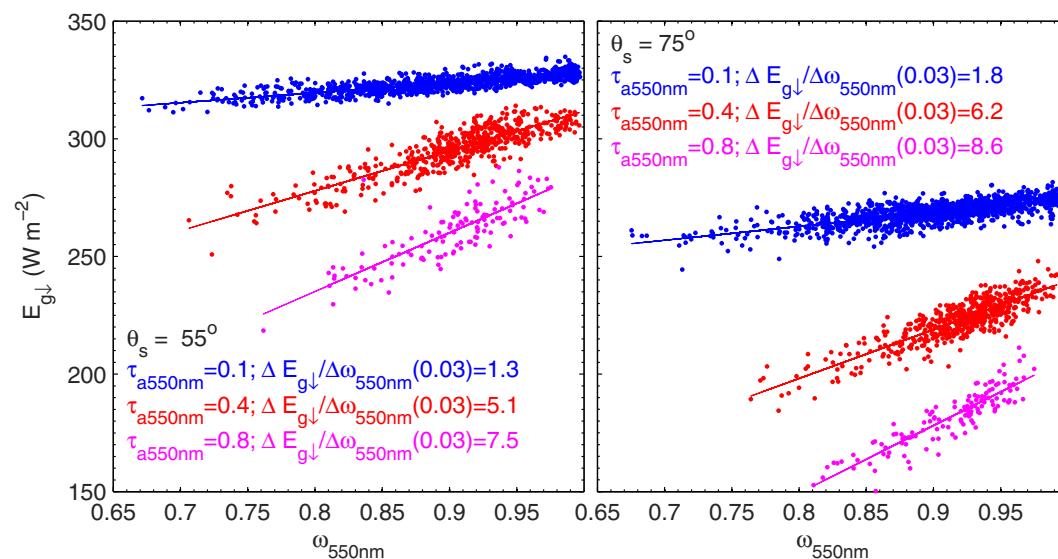 350
300
250
200
150
E_g↓ (W m⁻²)
θ_s = 55°
τ_a550nm=0.1; Δ E_g↓/Δω_550nm(0.03)=1.3
τ_a550nm=0.4; Δ E_g↓/Δω_550nm(0.03)=5.1
τ_a550nm=0.8; Δ E_g↓/Δω_550nm(0.03)=7.5
0.65 0.7 0.75 0.8 0.85 0.9 0.95
ω_550nm
θ_s = 75°
τ_a550nm=0.1; Δ E_g↓/Δω_550nm(0.03)=1.8
τ_a550nm=0.4; Δ E_g↓/Δω_550nm(0.03)=6.2
τ_a550nm=0.8; Δ E_g↓/Δω_550nm(0.03)=8.6
0.65 0.7 0.75 0.8 0.85 0.9 0.95
ω_550nm